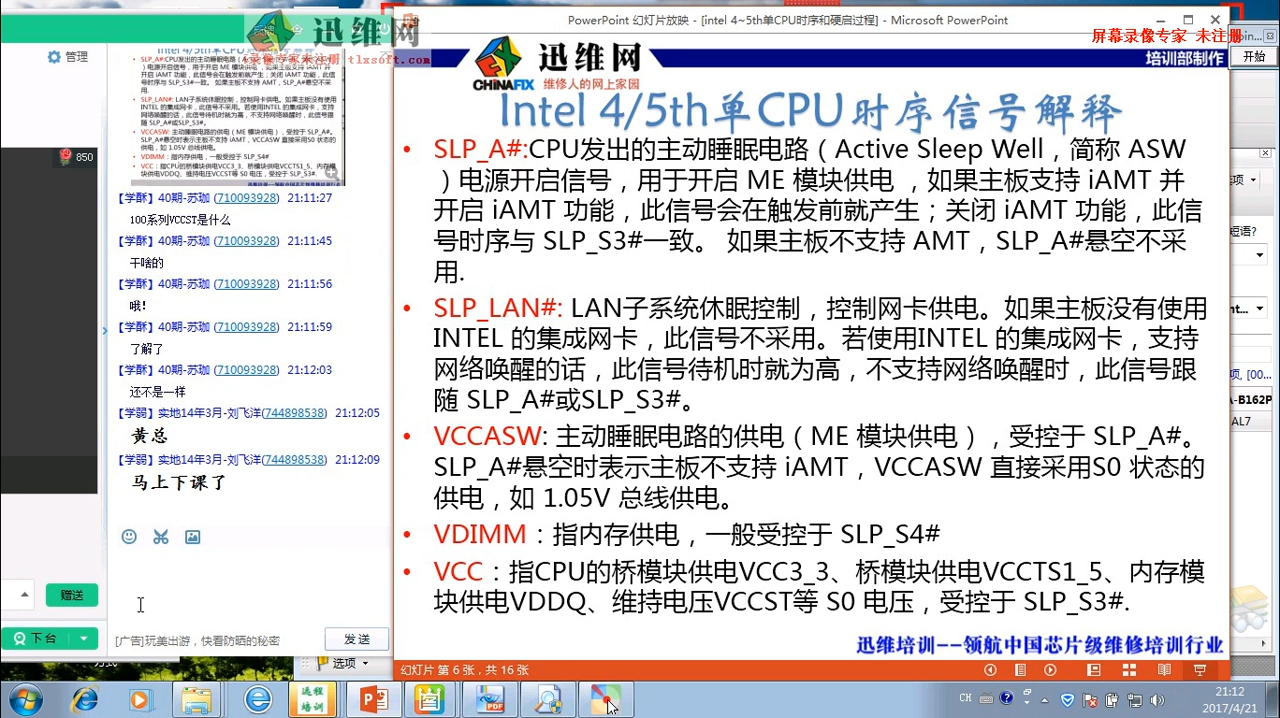 PowerPoint 幻灯片放映 - [intel 4~5th单CPU时序和硬启过程] - Microsoft PowerPoint
屏幕录像专家 未注册
迅维网
屏幕录像专家未注册 tlxsoft.com
管理
开始
迅维网
CHINAFIX 维修人的网上家园
培训部制作
Intel 4/5th单CPU时序信号解释
SLP_A#:CPU发出的主动睡眠电路（Active Sleep Well，简称 ASW
）电源开启信号，用于开启 ME 模块供电 ，如果主板支持 iAMT 并
开启 iAMT 功能，此信号会在触发前就产生；关闭 iAMT 功能，此信
号时序与 SLP_S3#一致。 如果主板不支持 AMT，SLP_A#悬空不采
用.
SLP_LAN#: LAN子系统休眠控制，控制网卡供电。如果主板没有使用
INTEL 的集成网卡，此信号不采用。若使用INTEL 的集成网卡，支持
网络唤醒的话，此信号待机时就为高，不支持网络唤醒时，此信号跟
随 SLP_A#或SLP_S3#。
VCCASW: 主动睡眠电路的供电（ME 模块供电），受控于 SLP_A#。
SLP_A#悬空时表示主板不支持 iAMT，VCCASW 直接采用S0 状态的
供电，如 1.05V 总线供电。
VDIMM：指内存供电，一般受控于 SLP_S4#
VCC：指CPU的桥模块供电VCC3_3、桥模块供电VCCTS1_5、内存模
块供电VDDQ、维持电压VCCST等 S0 电压，受控于 SLP_S3#.
迅维培训--领航中国芯片级维修培训行业
幻灯片 第 6 张，共 16 张
850
【学酥】40期-苏珈 (710093928) 21:11:27
100系列VCCST是什么
【学酥】40期-苏珈 (710093928) 21:11:45
干啥的
【学酥】40期-苏珈 (710093928) 21:11:56
哦!
【学酥】40期-苏珈 (710093928) 21:11:59
了解了
【学酥】40期-苏珈 (710093928) 21:12:03
还不是一样
【学弱】实地14年3月-刘飞洋(744898538) 21:12:05
黄总
【学弱】实地14年3月-刘飞洋(744898538) 21:12:09
马上下课了
赠送
下台
[广告]玩美出游，快看防晒的秘密
发送
选项
远程
培训
CH
21:12
2017/4/21